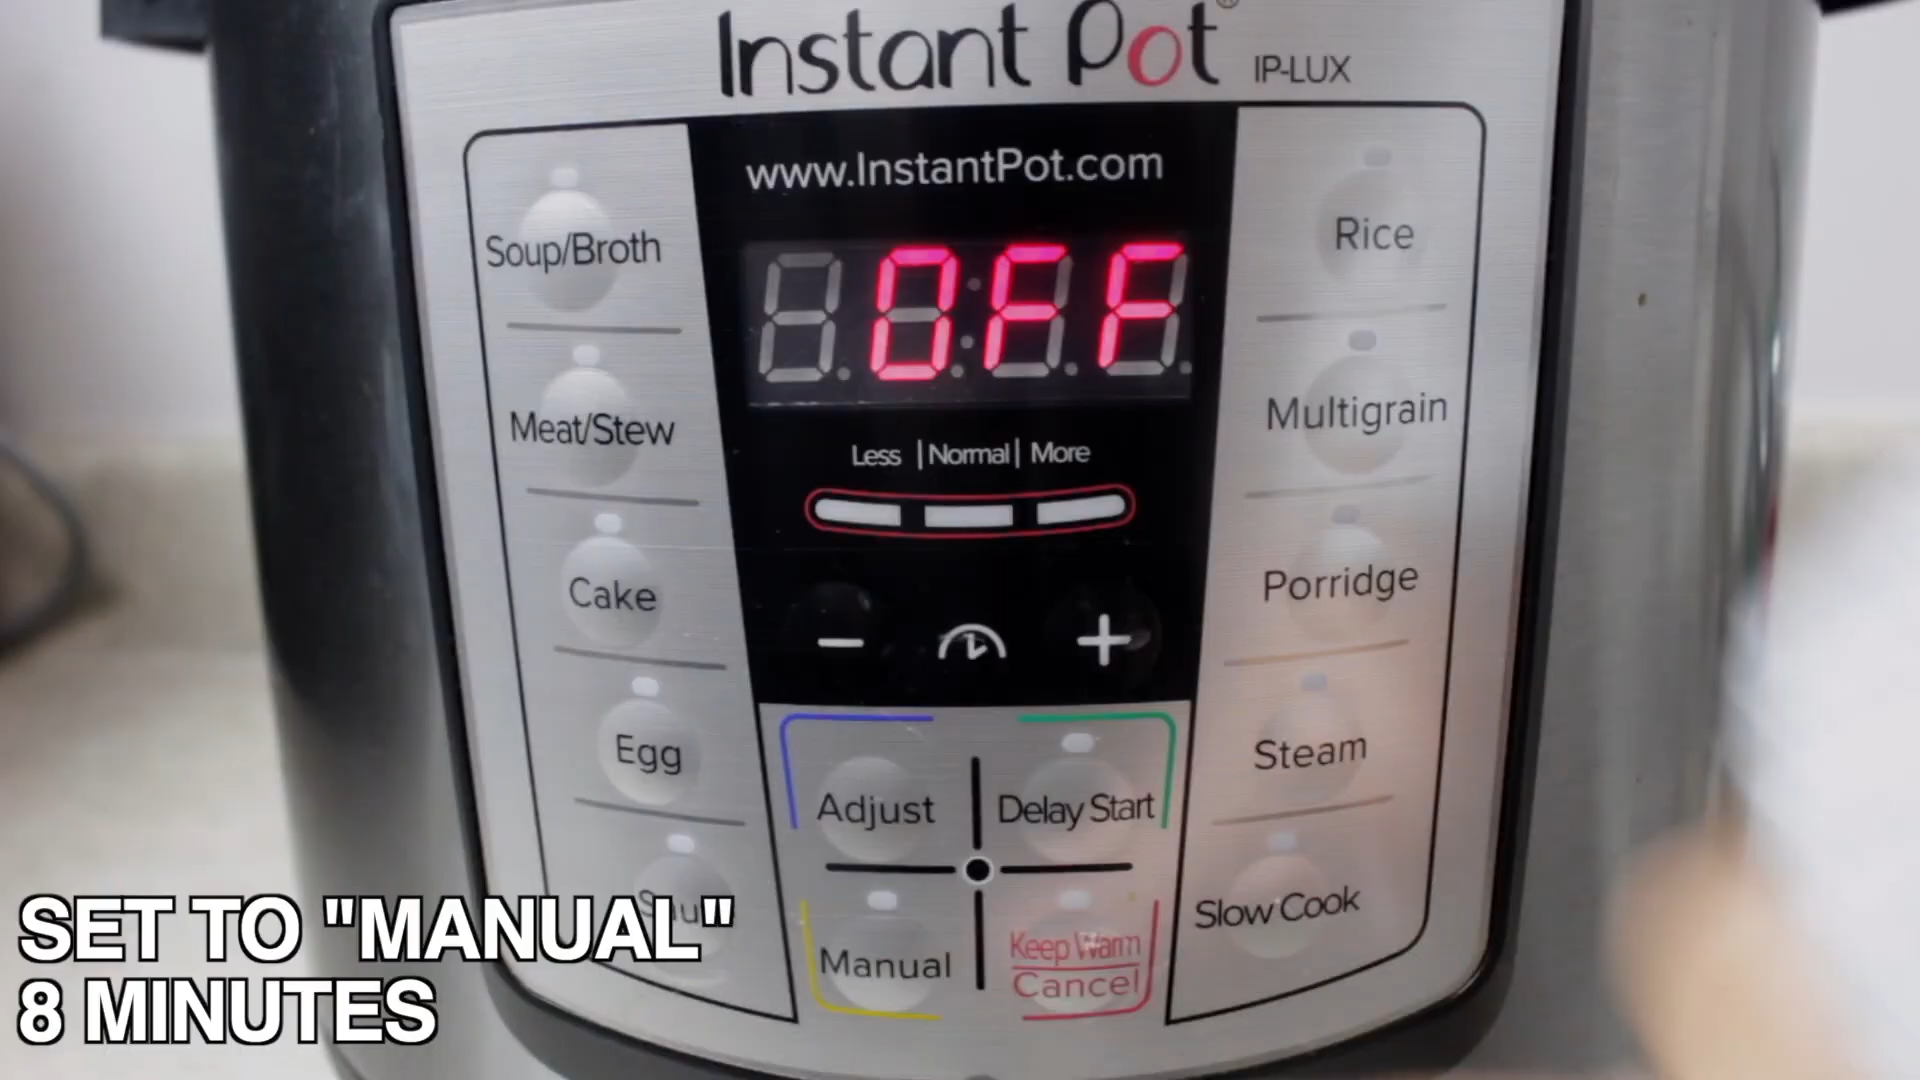 Instant Pot® IP-LUX
www.InstantPot.com
OFF
Less | Normal | More
- +
Soup/Broth
Meat/Stew
Cake
Egg
Rice
Multigrain
Porridge
Steam
Slow Cook
Adjust
Delay Start
Manual
Keep Warm
Cancel
SET TO "MANUAL"
8 MINUTES